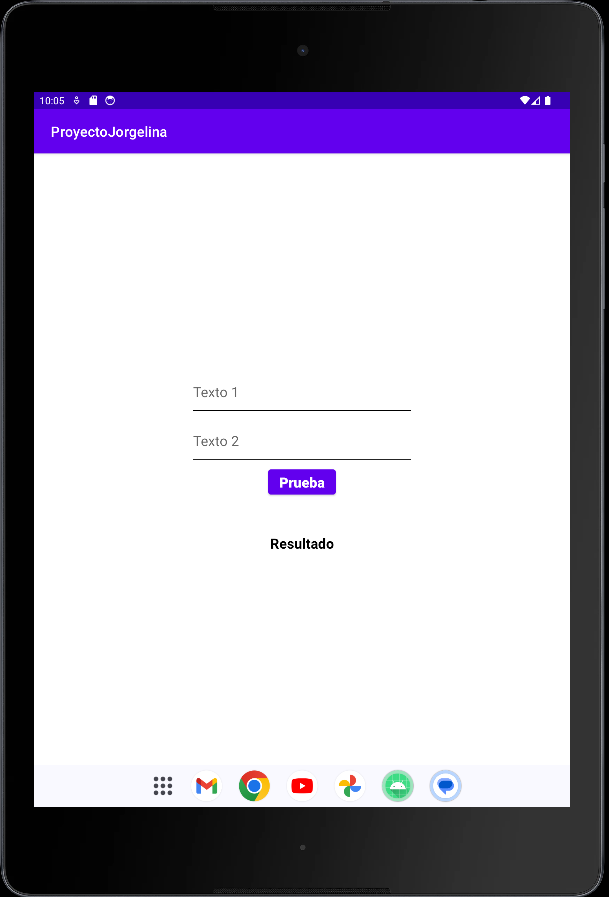 10:05
ProyectoJorgelina
Texto 1
Texto 2
Prueba
Resultado